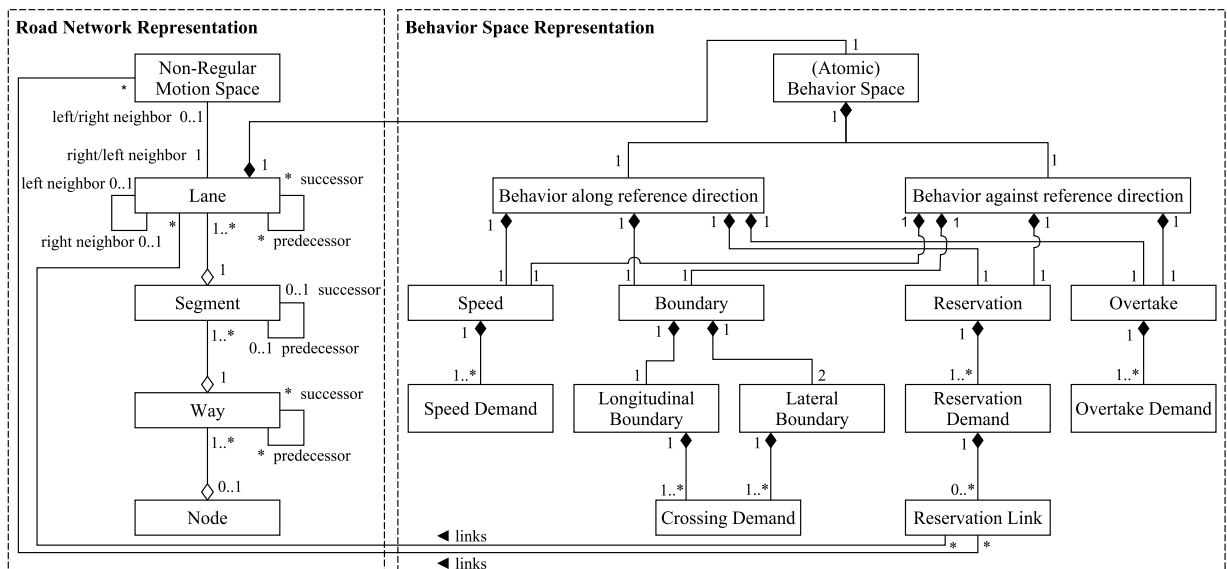 Road Network Representation
Behavior Space Representation
1
Non-Regular
Motion Space
*
(Atomic)
Behavior Space
1
left/right neighbor 0..1
right/left neighbor 1
1
1
1
left neighbor 0..1
* successor
Lane
Behavior along reference direction
Behavior against reference direction
right neighbor 0..1
*
1..*
* predecessor
1
1
1
1
1
1
1
1
1
0..1 successor
1
1
1
1
1
1
1
1
Segment
Speed
Boundary
Reservation
Overtake
1..*
0..1 predecessor
1
1
1
1
1
1
* successor
1..*
1
2
1..*
1..*
Way
Speed Demand
Longitudinal
Boundary
Lateral
Boundary
Reservation
Demand
Overtake Demand
1..*
* predecessor
1
1
1
0..1
1..*
1..*
0..*
Node
Crossing Demand
Reservation Link
◄ links
*
*
◄ links